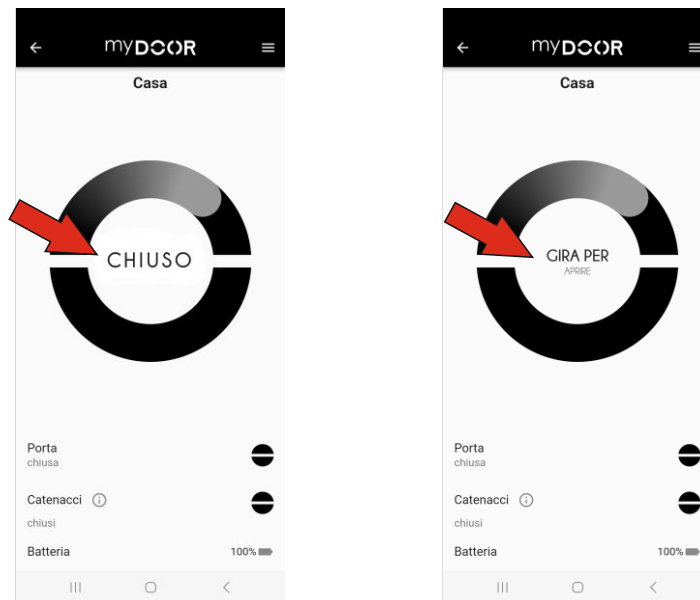 myDOOR
Casa
CHIUSO
Porta
chiusa
Catenacci
chiusi
Batteria 100%
myDOOR
Casa
GIRA PER
APRIRE
Porta
chiusa
Catenacci
chiusi
Batteria 100%